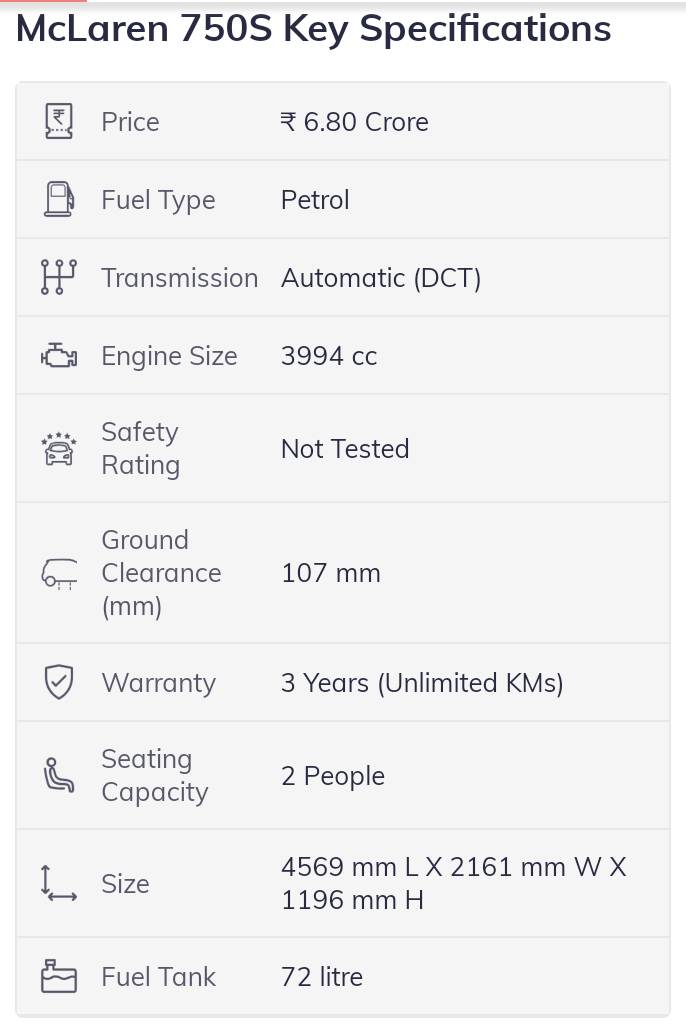 McLaren 750S Key Specifications
₹
Price
₹ 6.80 Crore
Fuel Type
Petrol
Transmission
Automatic (DCT)
Engine Size
3994 cc
Safety
Rating
Not Tested
Ground
Clearance
(mm)
107 mm
Warranty
3 Years (Unlimited KMs)
Seating
Capacity
2 People
Size
4569 mm L X 2161 mm W X
1196 mm H
Fuel Tank
72 litre